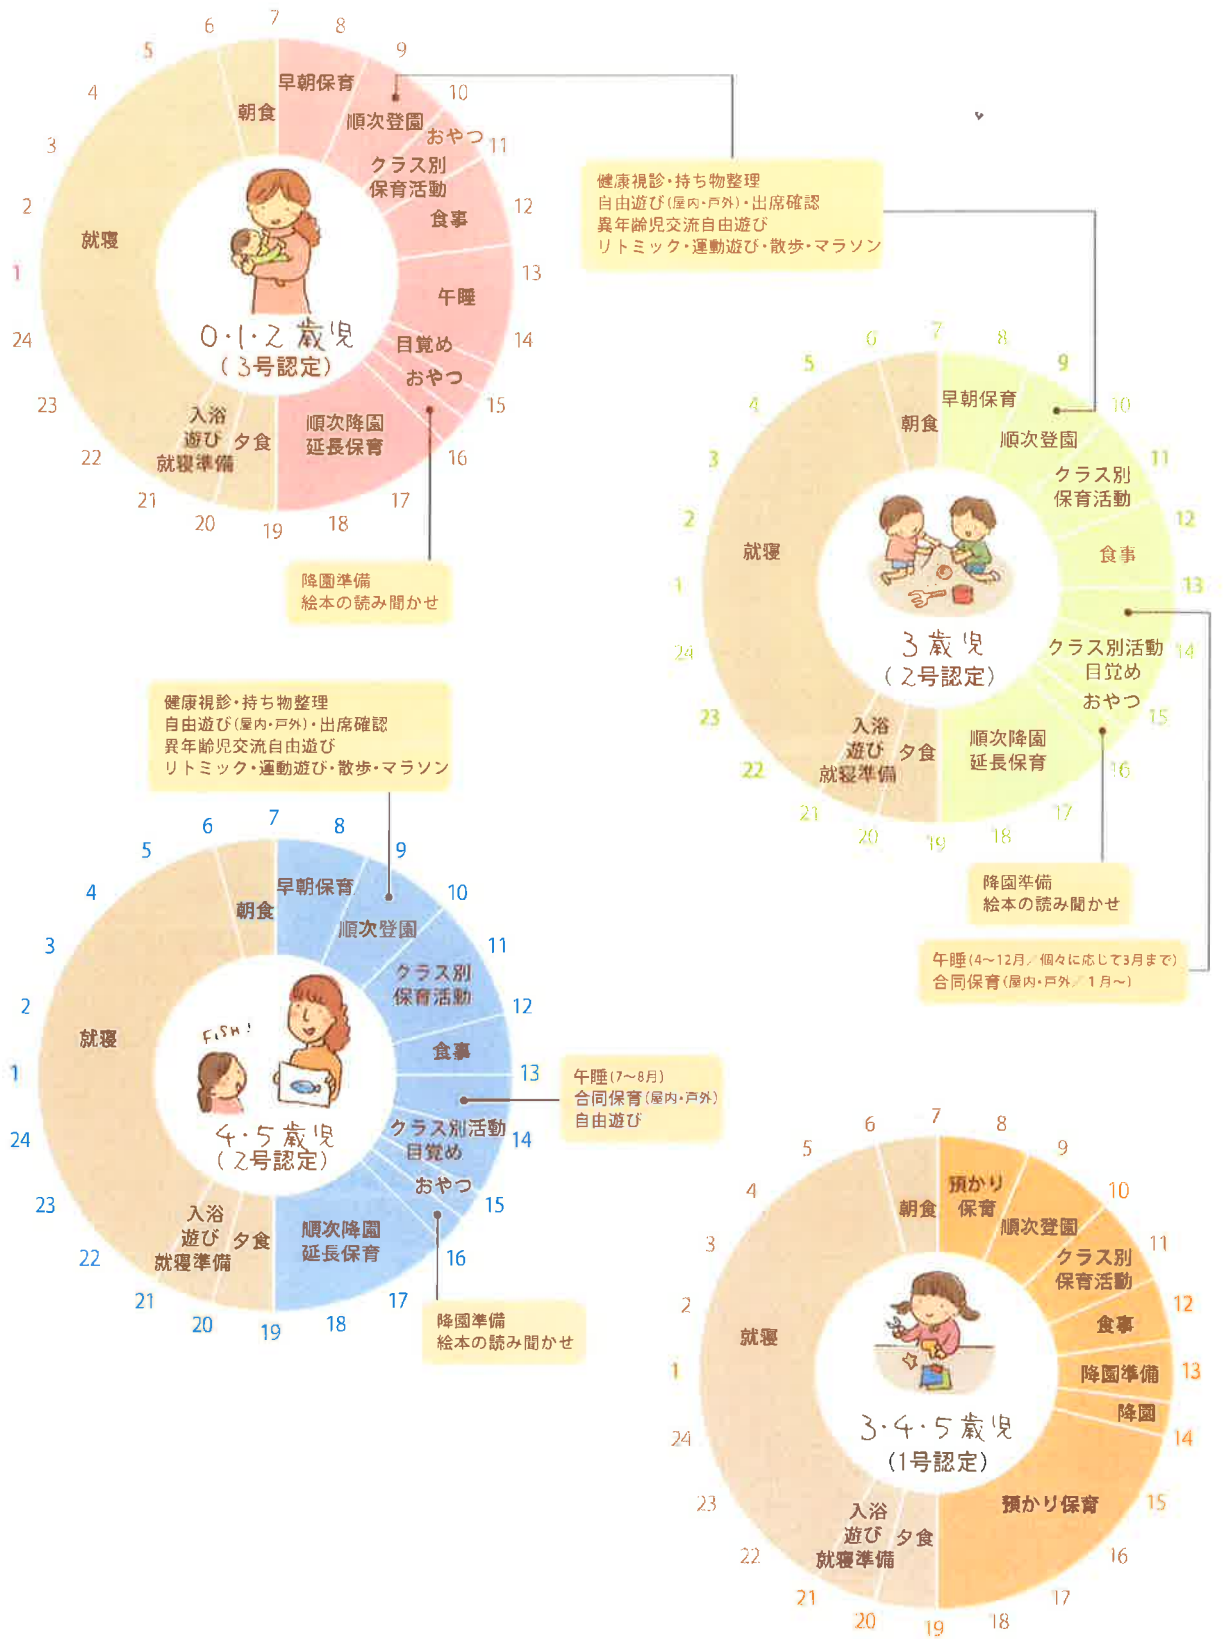 7
8
9
10
11
12
13
14
15
16
17
18
19
20
21
22
23
24
1
2
3
4
5
6
早朝保育
順次登園
おやつ
クラス別
保育活動
食事
午睡
目覚め
おやつ
順次降園
延長保育
夕食
入浴
遊び
就寝準備
就寝
朝食
0・1・2歳児
(3号認定)
健康視診・持ち物整理
自由遊び(屋内・戸外)・出席確認
異年齢児交流自由遊び
リトミック・運動遊び・散歩・マラソン
降園準備
絵本の読み聞かせ
7
8
9
10
11
12
13
14
15
16
17
18
19
20
21
22
23
24
1
2
3
4
5
6
早朝保育
順次登園
クラス別
保育活動
食事
クラス別活動
目覚め
おやつ
順次降園
延長保育
夕食
入浴
遊び
就寝準備
就寝
朝食
3歳児
(2号認定)
降園準備
絵本の読み聞かせ
午睡(4〜12月/個々に応じて3月まで)
合同保育(屋内・戸外/1月〜)
健康視診・持ち物整理
自由遊び(屋内・戸外)・出席確認
異年齢児交流自由遊び
リトミック・運動遊び・散歩・マラソン
7
8
9
10
11
12
13
14
15
16
17
18
19
20
21
22
23
24
1
2
3
4
5
6
早朝保育
順次登園
クラス別
保育活動
食事
クラス別活動
目覚め
おやつ
順次降園
延長保育
夕食
入浴
遊び
就寝準備
就寝
朝食
FISH!
4・5歳児
(2号認定)
午睡(7〜8月)
合同保育(屋内・戸外)
自由遊び
降園準備
絵本の読み聞かせ
7
8
9
10
11
12
13
14
15
16
17
18
19
20
21
22
23
24
1
2
3
4
5
6
預かり
保育
順次登園
クラス別
保育活動
食事
降園準備
降園
預かり保育
夕食
入浴
遊び
就寝準備
就寝
朝食
3・4・5歳児
(1号認定)